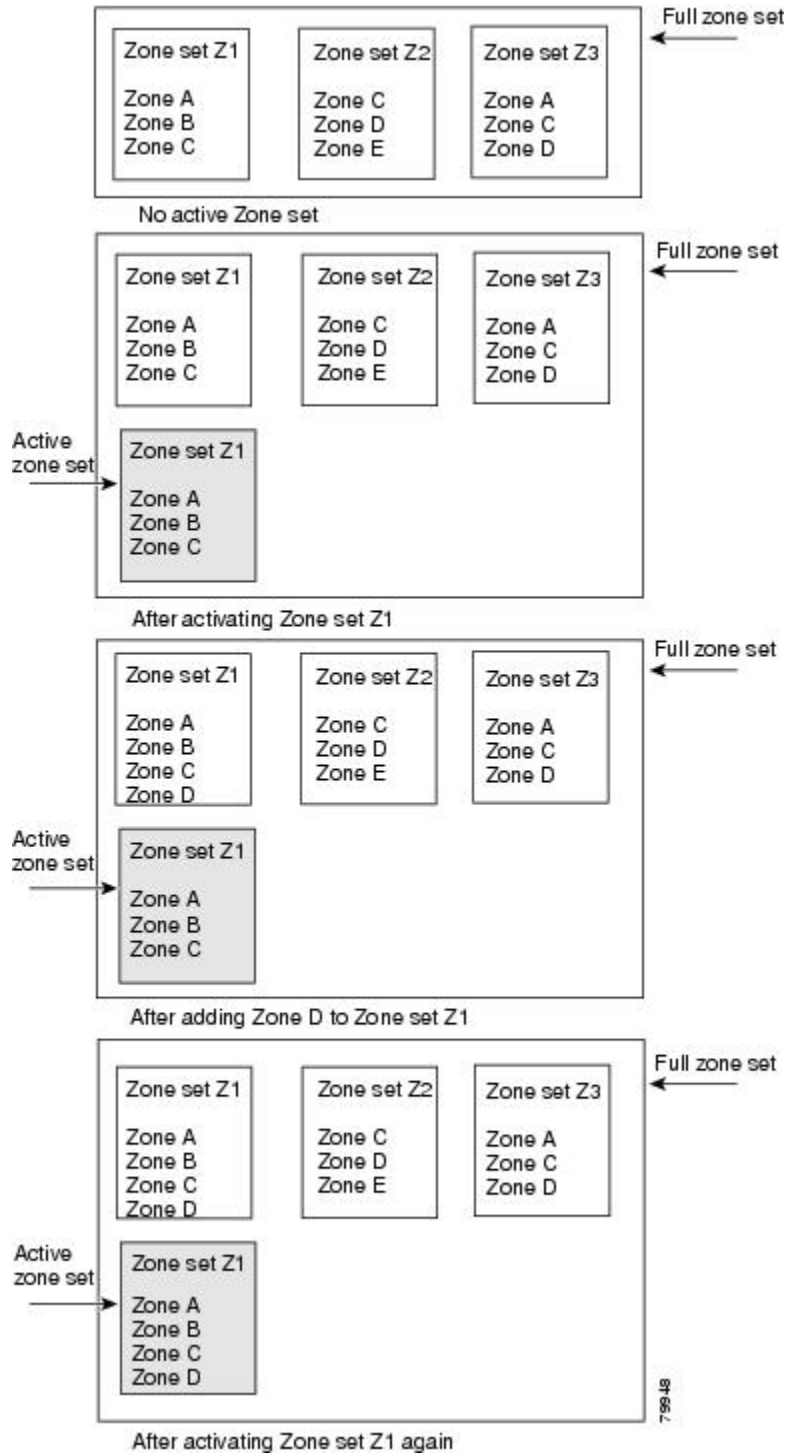 Full zone set
Zone set Z1
Zone A
Zone B
Zone C
Zone set Z2
Zone C
Zone D
Zone E
Zone set Z3
Zone A
Zone C
Zone D
No active Zone set
Full zone set
Zone set Z1
Zone A
Zone B
Zone C
Zone set Z2
Zone C
Zone D
Zone E
Zone set Z3
Zone A
Zone C
Zone D
Active
zone set
Zone set Z1
Zone A
Zone B
Zone C
After activating Zone set Z1
Full zone set
Zone set Z1
Zone A
Zone B
Zone C
Zone D
Zone set Z2
Zone C
Zone D
Zone E
Zone set Z3
Zone A
Zone C
Zone D
Active
zone set
Zone set Z1
Zone A
Zone B
Zone C
After adding Zone D to Zone set Z1
Full zone set
Zone set Z1
Zone A
Zone B
Zone C
Zone D
Zone set Z2
Zone C
Zone D
Zone E
Zone set Z3
Zone A
Zone C
Zone D
Active
zone set
Zone set Z1
Zone A
Zone B
Zone C
Zone D
79948
After activating Zone set Z1 again